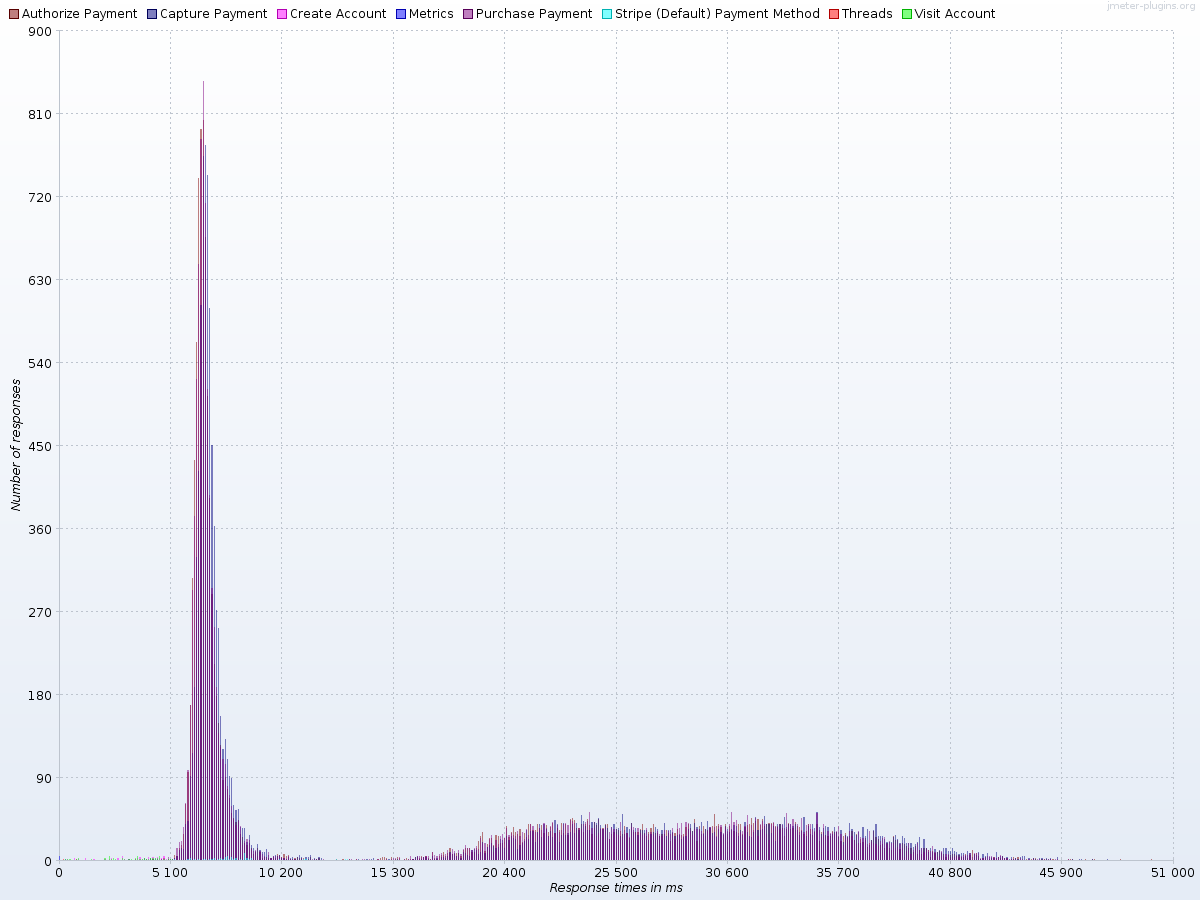 jmeter-plugins.org
Authorize Payment Capture Payment Create Account Metrics Purchase Payment Stripe (Default) Payment Method Threads Visit Account
900
810
720
630
540
450
360
270
180
90
0
Number of responses
0 5 100 10 200 15 300 20 400 25 500 30 600 35 700 40 800 45 900 51 000
Response times in ms